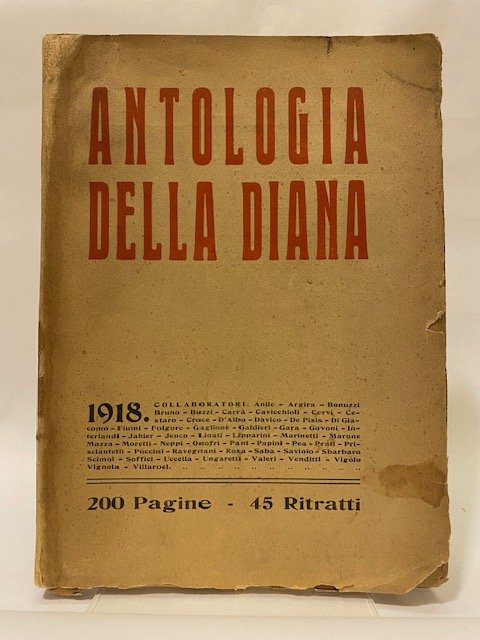 ANTOLOGIA
DELLA DIANA
1918. COLLABORATORI: Anile - Argira - Bonuzzi
Bruno - Buzzi - Carrà - Cavicchioli - Cervi - Ce-
staro - Croce - D'Alba - Dàvico - De Pisis - Di Gia-
como - Fiumi - Folgore - Gaglione - Galdieri - Gara - Govoni - In-
terlandi - Jahier - Jenco - Linati - Lipparini - Marinetti - Marone
Mazza - Moretti - Neppi - Onofri - Pant - Papini - Pea - Prati - Pri-
sciantelli - Puccini - Ravegnani - Rosa - Saba - Savinio - Sbarbaro
Scimol - Soffici - Uccella - Ungaretti - Valeri - Venditti - Vigolo
Vignola - Villaroel.
200 Pagine - 45 Ritratti